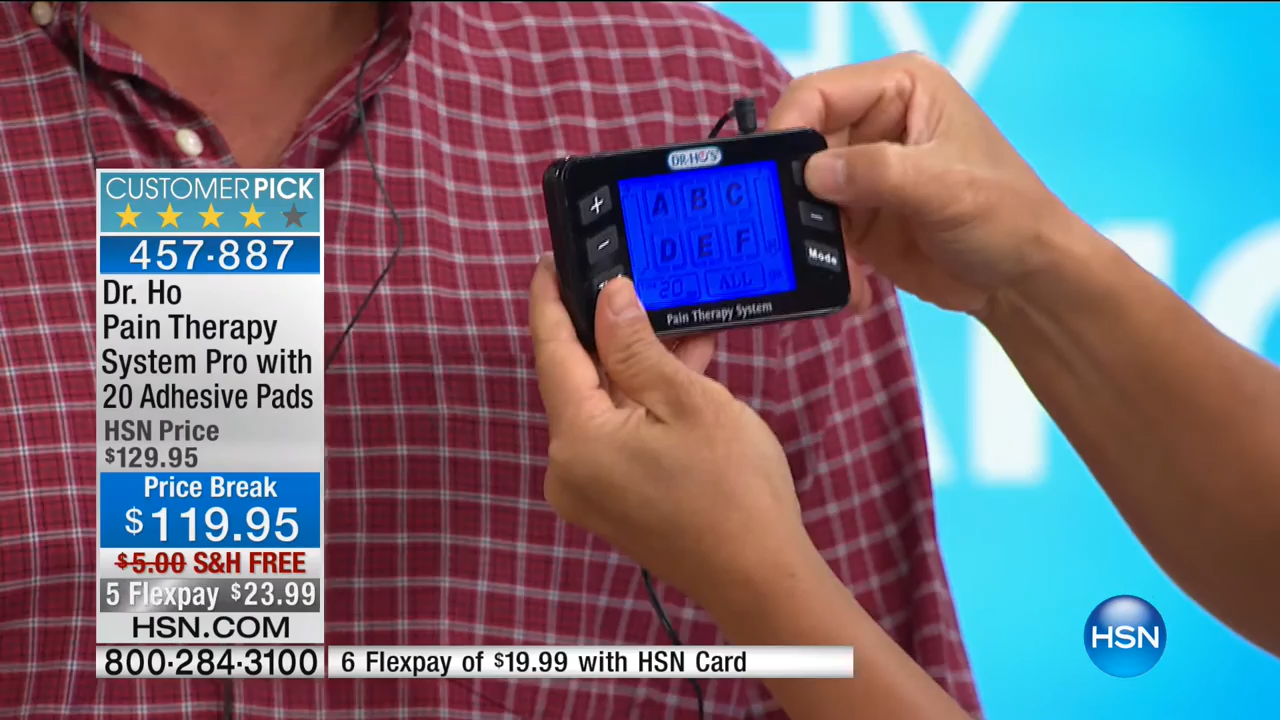 CUSTOMER PICK
457·887
Dr. Ho
Pain Therapy
System Pro with
20 Adhesive Pads
HSN Price
$129.95
Price Break
$119.95
$5.00 S&H FREE
5 Flexpay $23.99
HSN.COM
800·284·3100
6 Flexpay of $19.99 with HSN Card
DR-HO'S
+
-
A B C
D E F
20
ALL
Mode
Pain Therapy System
HSN